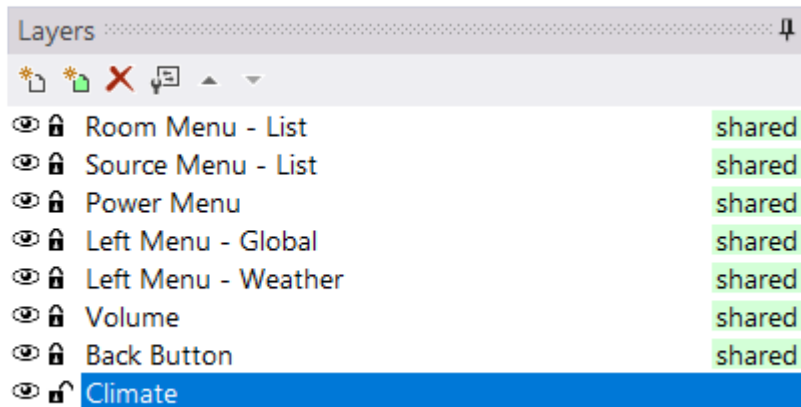 Layers
Room Menu - List shared
Source Menu - List shared
Power Menu shared
Left Menu - Global shared
Left Menu - Weather shared
Volume shared
Back Button shared
Climate